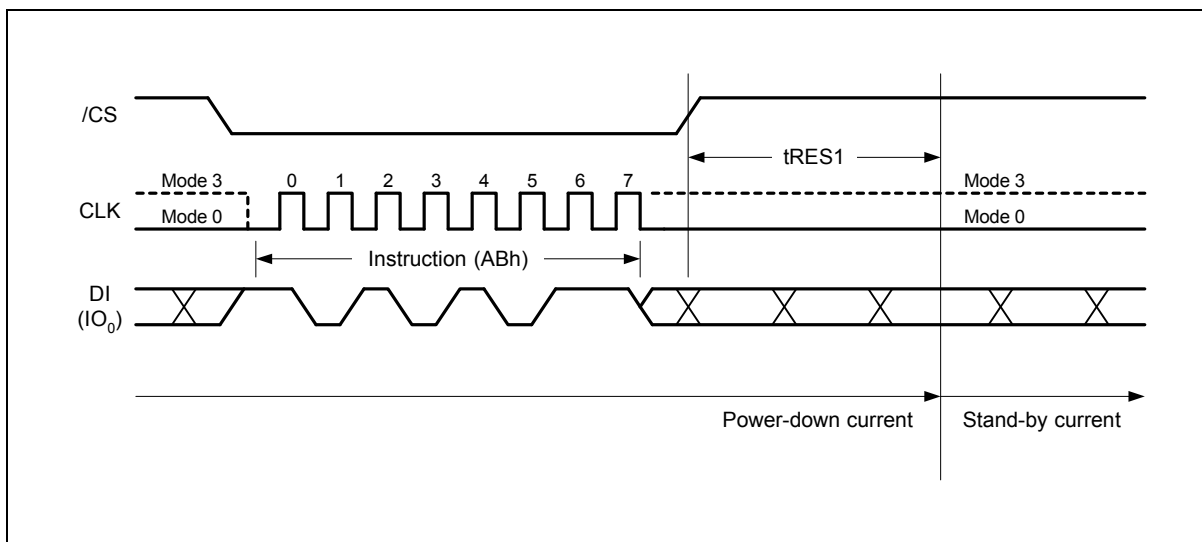 /CS
tRES1
Mode 3
0 1 2 3 4 5 6 7
Mode 3
CLK
Mode 0
Mode 0
Instruction (ABh)
DI
(IO0)
Power-down current
Stand-by current